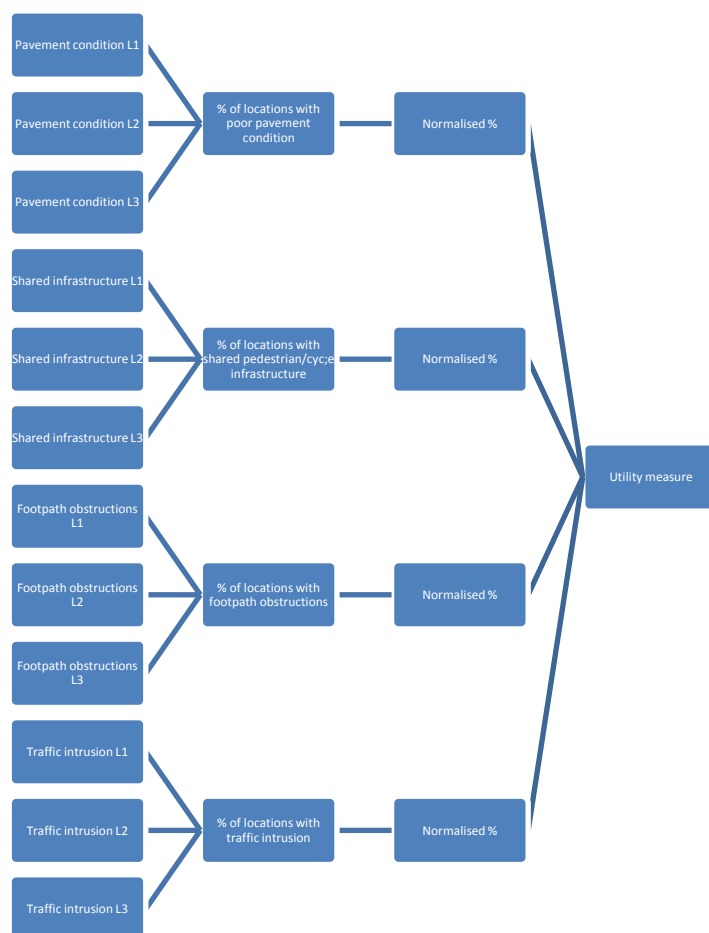 Pavement condition L1
Pavement condition L2
% of locations with
poor pavement
condition
Normalised %
Pavement condition L3
Shared infrastructure L1
Shared infrastructure L2
% of locations with
shared pedestrian/cyc;e
infrastructure
Normalised %
Shared infrastructure L3
Utility measure
Footpath obstructions
L1
Footpath obstructions
L2
% of locations with
footpath obstructions
Normalised %
Footpath obstructions
L3
Traffic intrusion L1
Traffic intrusion L2
% of locations with
traffic intrusion
Normalised %
Traffic intrusion L3